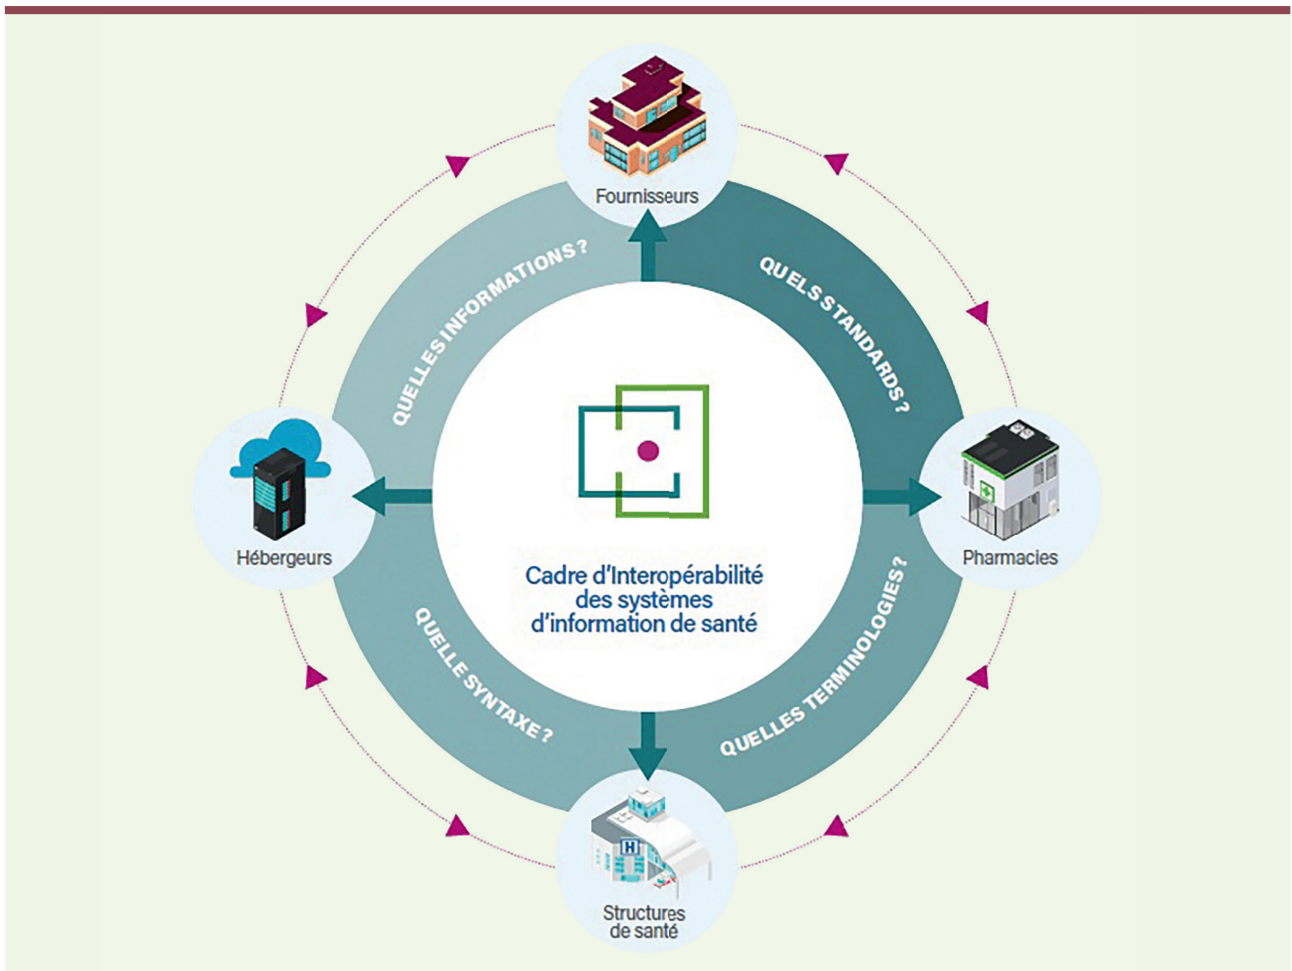 Fournisseurs
QUELLES INFORMATIONS ?
QUELS STANDARDS ?
Hébergeurs
Pharmacies
Cadre d’Interopérabilité
des systèmes
d’information de santé
QUELLE SYNTAXE ?
QUELLES TERMINOLOGIES ?
H
Structures
de santé